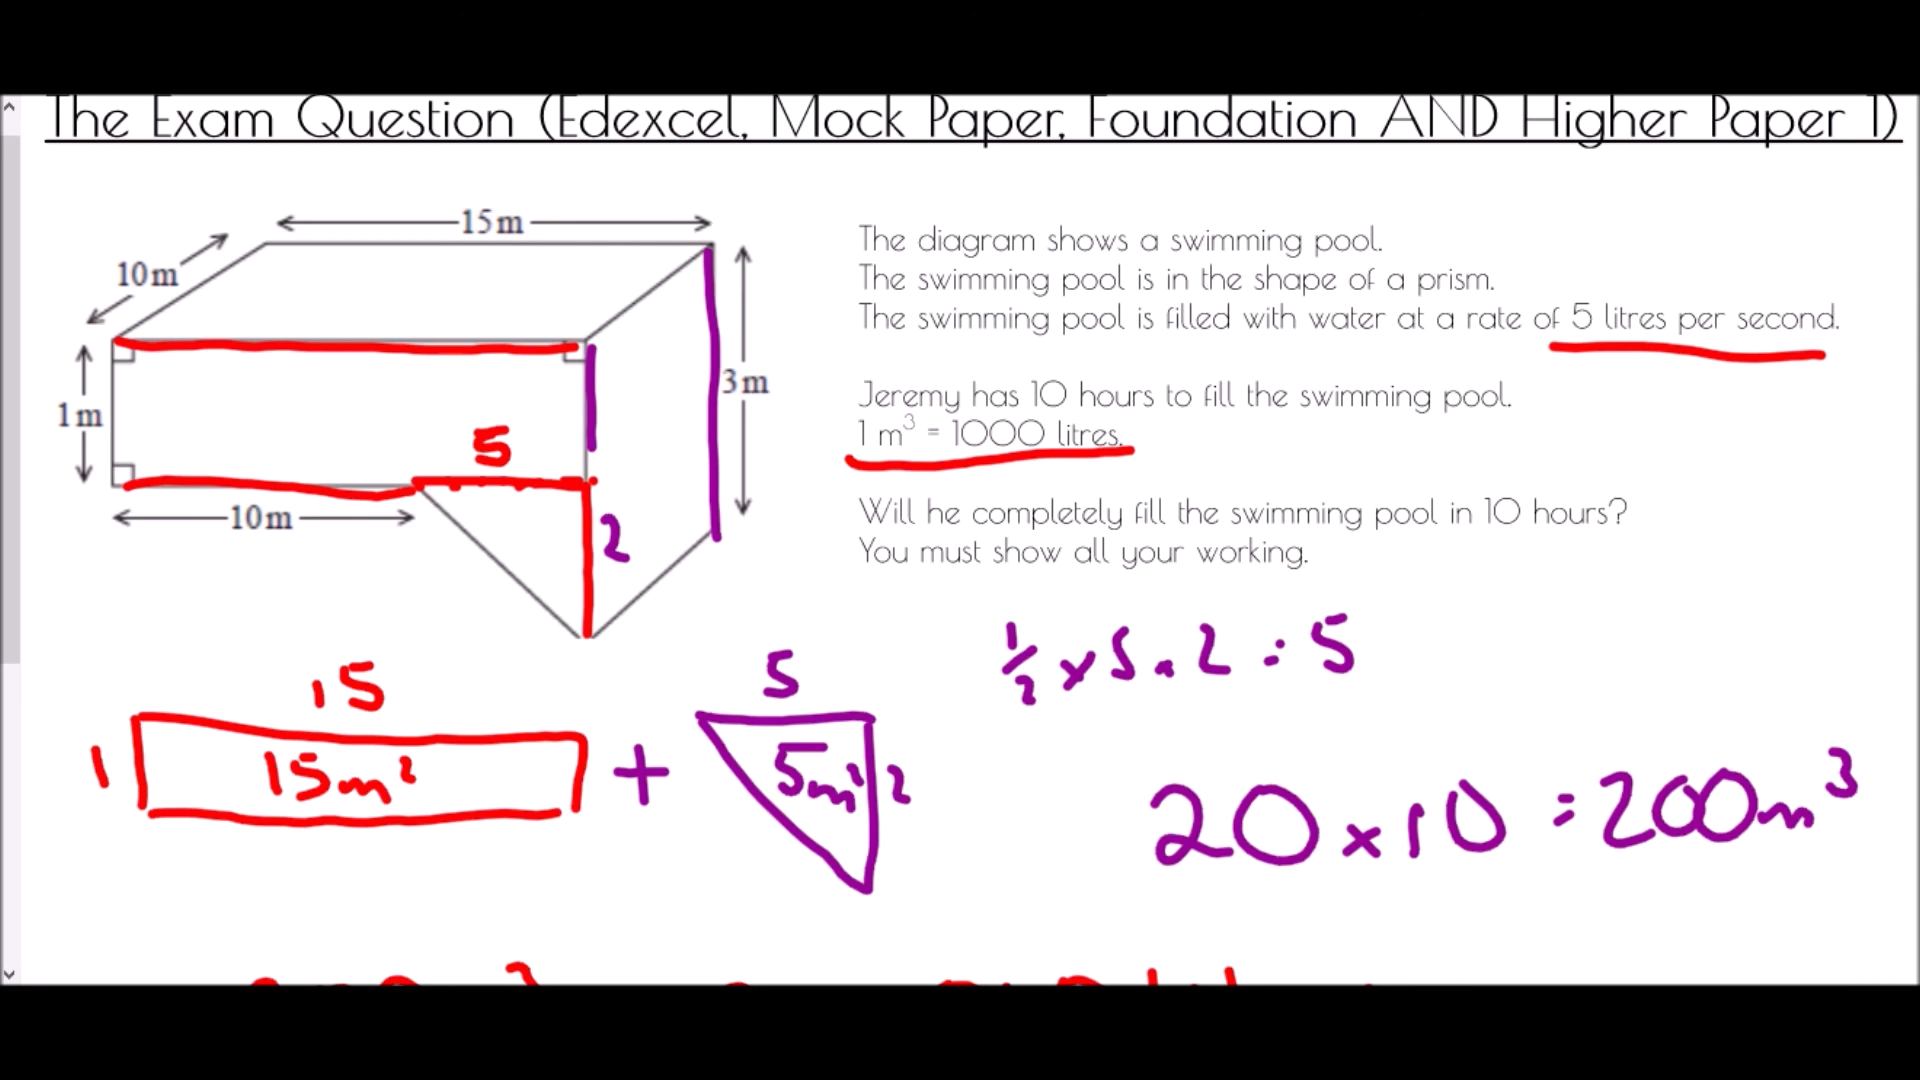 The Exam Question (Edexcel, Mock Paper, Foundation AND Higher Paper 1)
15m
10m
1m
3m
10m
5
2
The diagram shows a swimming pool.
The swimming pool is in the shape of a prism.
The swimming pool is filled with water at a rate of 5 litres per second.
Jeremy has 10 hours to fill the swimming pool.
1 m³ = 1000 litres.
Will he completely fill the swimming pool in 10 hours?
You must show all your working.
½ x 5 x 2 = 5
15
1
15m²
+
5
5m²
2
20 x 10 = 200m³